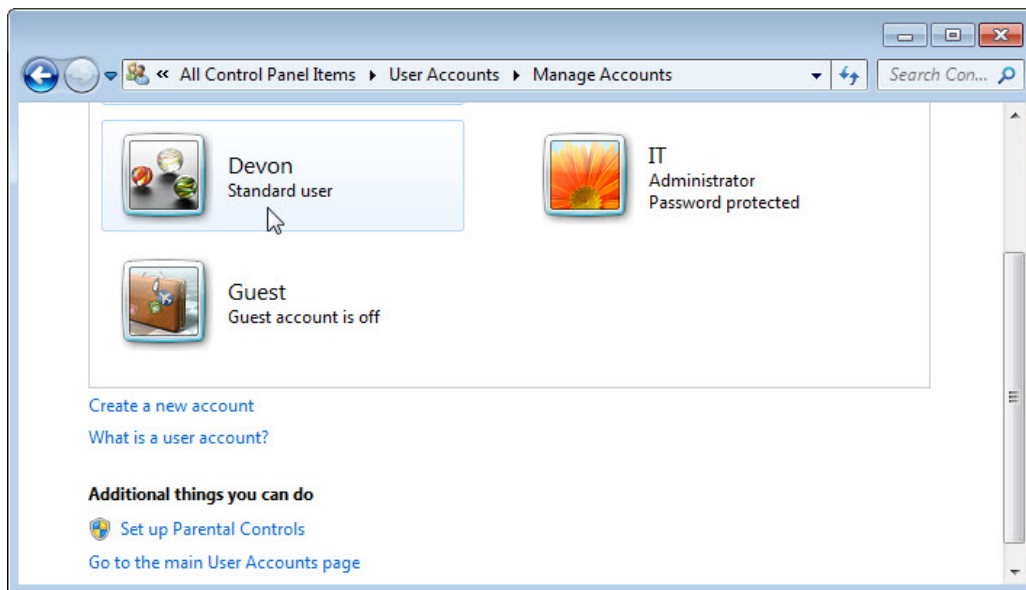 « All Control Panel Items ▸ User Accounts ▸ Manage Accounts
Search Con...
Devon
Standard user
IT
Administrator
Password protected
Guest
Guest account is off
Create a new account
What is a user account?
Additional things you can do
Set up Parental Controls
Go to the main User Accounts page